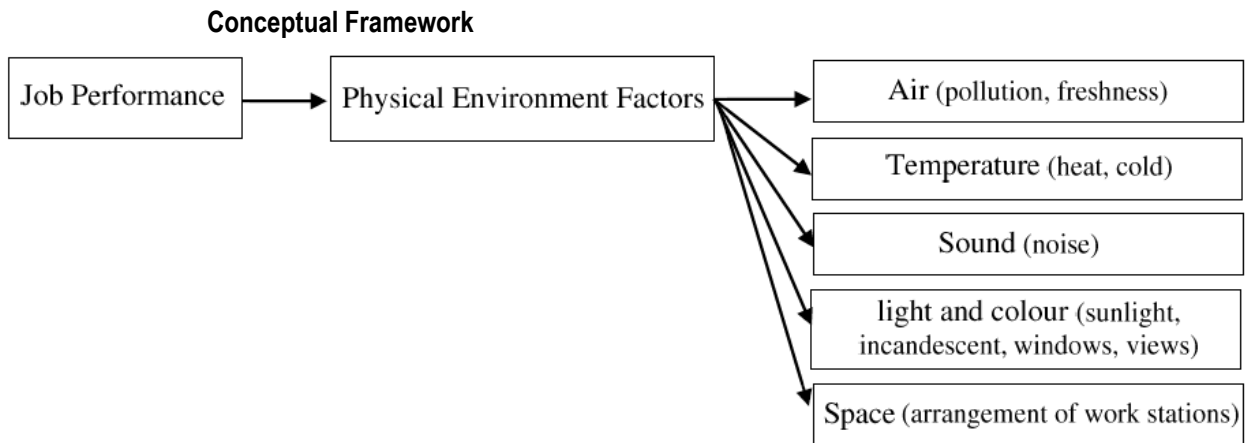 Conceptual Framework
Job Performance
Physical Environment Factors
Air (pollution, freshness)
Temperature (heat, cold)
Sound (noise)
light and colour (sunlight,
incandescent, windows, views)
Space (arrangement of work stations)